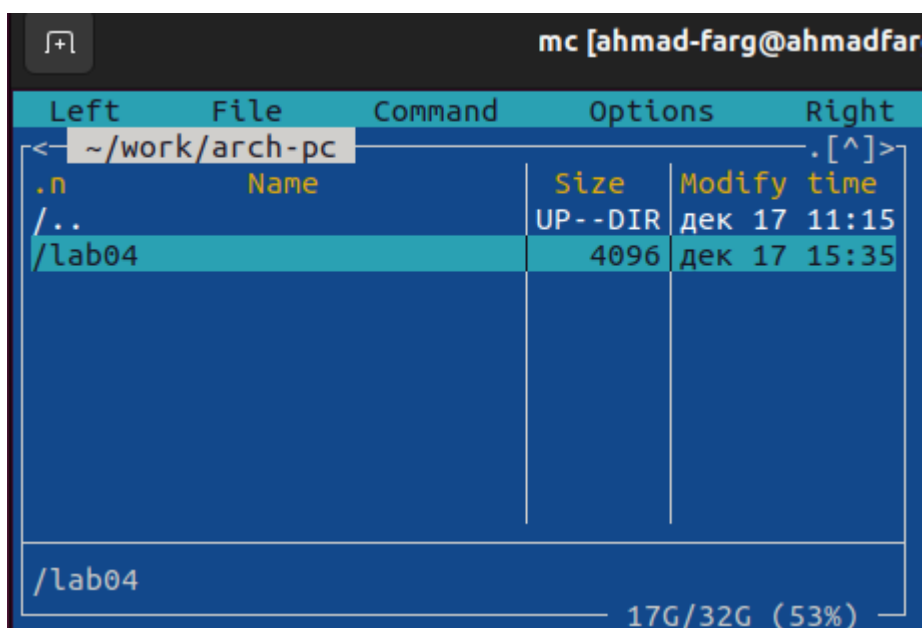 mc [ahmad-farg@ahmadfar
Left File Command Options Right
<─ ~/work/arch-pc ─.[^]>
.n Name Size Modify time
/.. UP--DIR дек 17 11:15
/lab04 4096 дек 17 15:35
/lab04
17G/32G (53%)